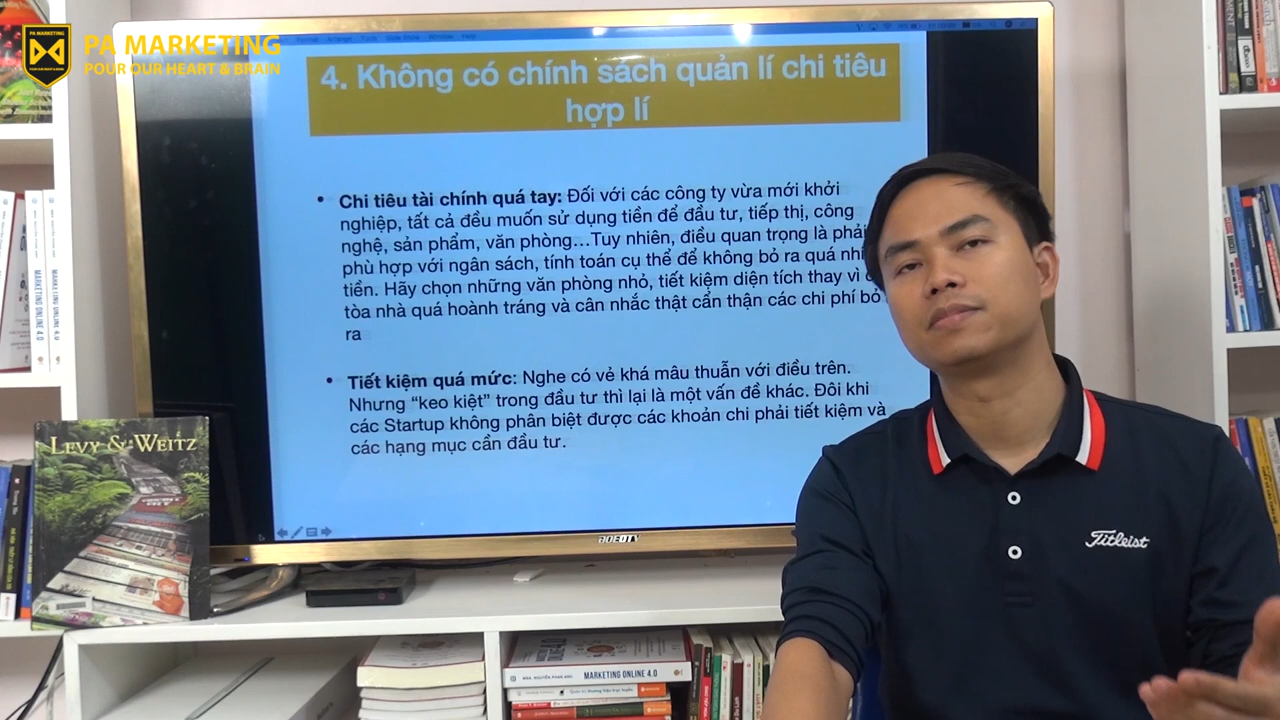 PA MARKETING
POUR OUR HEART & BRAIN
4. Không có chính sách quản lí chi tiêu
hợp lí
• Chi tiêu tài chính quá tay: Đối với các công ty vừa mới khởi
nghiệp, tất cả đều muốn sử dụng tiền để đầu tư, tiếp thị, công
nghệ, sản phẩm, văn phòng...Tuy nhiên, điều quan trọng là phải
phù hợp với ngân sách, tính toán cụ thể để không bỏ ra quá
tiền. Hãy chọn những văn phòng nhỏ, tiết kiệm diện tích thay vì
tòa nhà quá hoành tráng và cân nhắc thật cẩn thận các chi phí bỏ
ra
• Tiết kiệm quá mức: Nghe có vẻ khá mâu thuẫn với điều trên.
Nhưng “keo kiệt” trong đầu tư thì lại là một vấn đề khác. Đôi khi
các Startup không phân biệt được các khoản chi phải tiết kiệm và
các hạng mục cần đầu tư.
LEVY & WEITZ
Titleist
MARKETING ONLINE 4.0
MARKETING ONLINE 4.0
MARKETING ONLINE 4.0